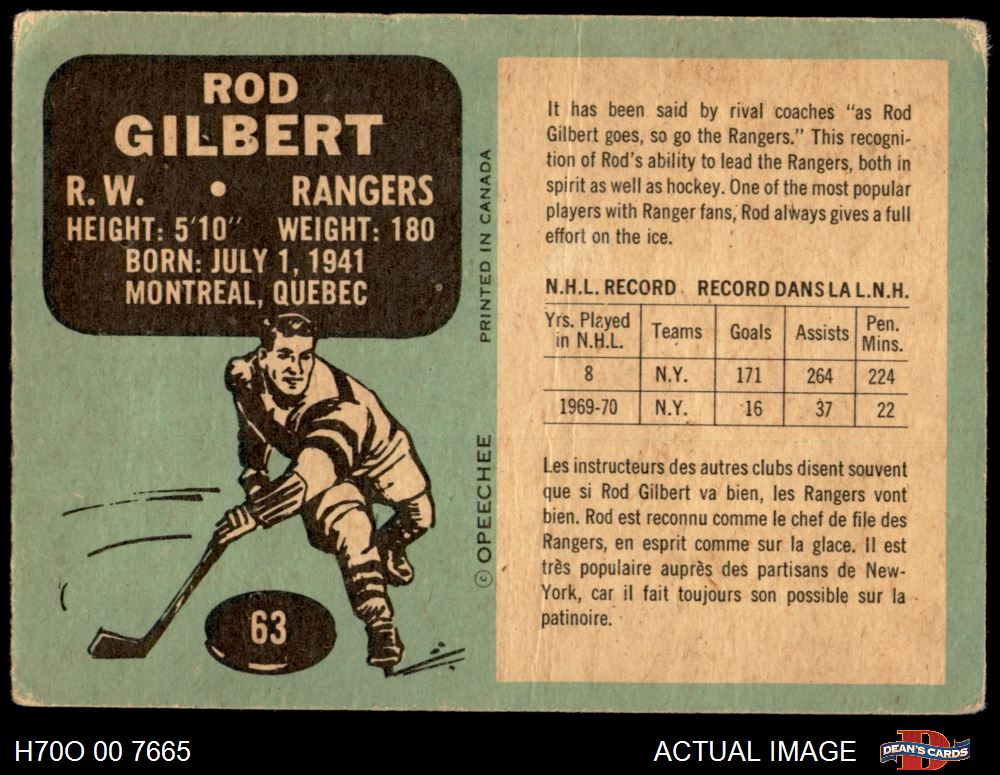 ROD
GILBERT
R. W. • RANGERS
HEIGHT: 5'10" WEIGHT: 180
BORN: JULY 1, 1941
MONTREAL, QUEBEC
63
© OPEECHEE PRINTED IN CANADA
It has been said by rival coaches "as Rod
Gilbert goes, so go the Rangers." This recogni-
tion of Rod's ability to lead the Rangers, both in
spirit as well as hockey. One of the most popular
players with Ranger fans, Rod always gives a full
effort on the ice.
N.H.L. RECORD RECORD DANS LA L.N.H.
Yrs. Played in N.H.L. Teams Goals Assists Pen. Mins.
8 N.Y. 171 264 224
1969-70 N.Y. 16 37 22
Les instructeurs des autres clubs disent souvent
que si Rod Gilbert va bien, les Rangers vont
bien. Rod est reconnu comme le chef de file des
Rangers, en esprit comme sur la glace. Il est
très populaire auprès des partisans de New-
York, car il fait toujours son possible sur la
patinoire.
H70O 00 7665
ACTUAL IMAGE
DEAN'S CARDS